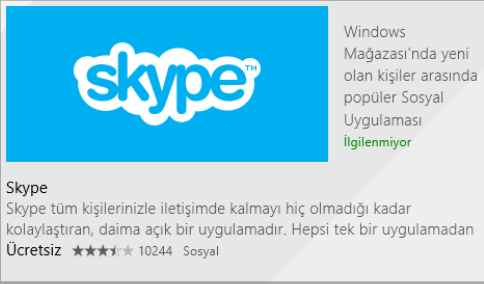 skype™
Windows
Mağazası'nda yeni
olan kişiler arasında
popüler Sosyal
Uygulaması
İlgilenmiyor
Skype
Skype tüm kişilerinizle iletişimde kalmayı hiç olmadığı kadar
kolaylaştıran, daima açık bir uygulamadır. Hepsi tek bir uygulamadan
Ücretsiz 10244 Sosyal